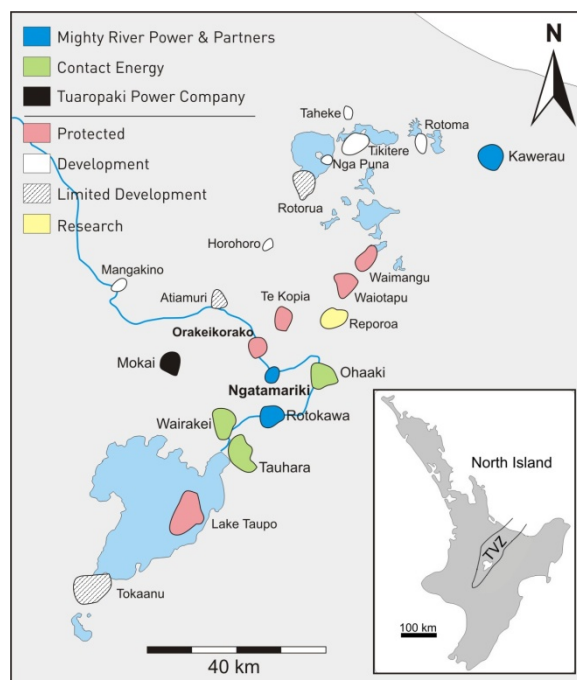 Mighty River Power & Partners
Contact Energy
Tuaropaki Power Company
Protected
Development
Limited Development
Research
N
Taheke
Rotoma
Tikitere
Nga Puna
Kawerau
Rotorua
Horohoro
Waimangu
Mangakino
Waiotapu
Atiamuri
Te Kopia
Reporoa
Orakeikorako
Mokai
Ohaaki
Ngatamariki
Wairakei
Rotokawa
Tauhara
Lake Taupo
Tokaanu
40 km
North Island
TVZ
100 km